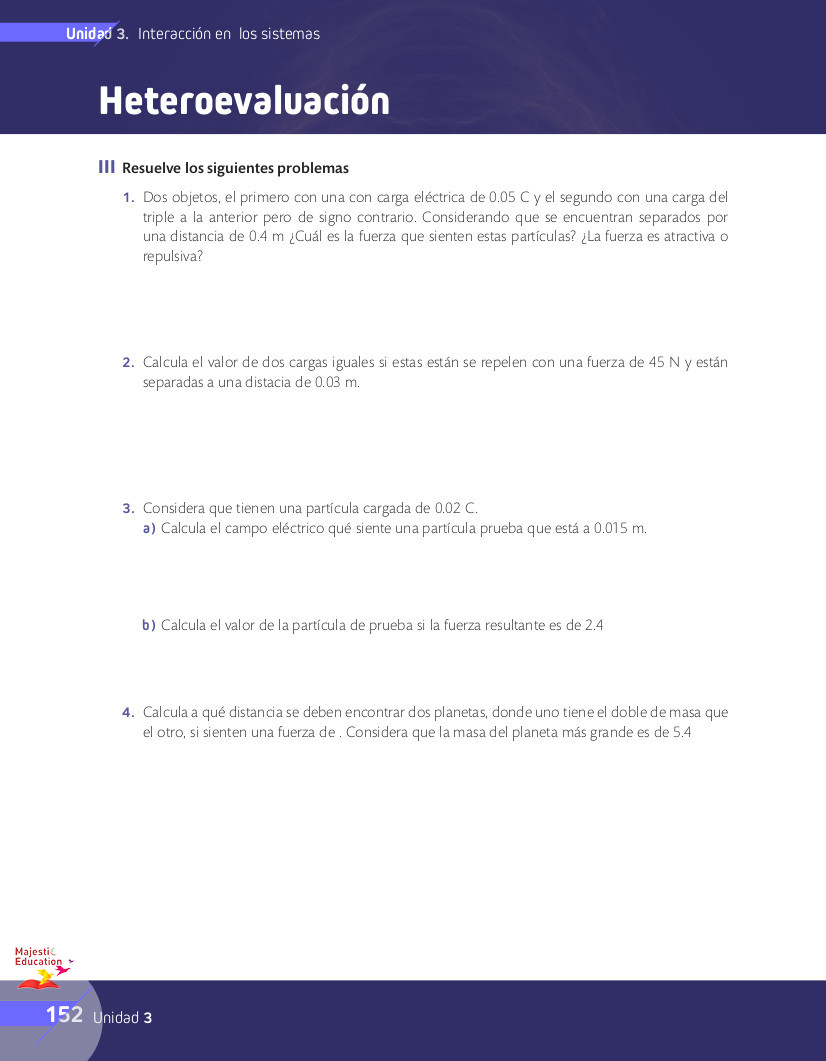 Unidad 3. Interacción en los sistemas
Heteroevaluación
III Resuelve los siguientes problemas
1. Dos objetos, el primero con una con carga eléctrica de 0.05 C y el segundo con una carga del
triple a la anterior pero de signo contrario. Considerando que se encuentran separados por
una distancia de 0.4 m ¿Cuál es la fuerza que sienten estas partículas? ¿La fuerza es atractiva o
repulsiva?
2. Calcula el valor de dos cargas iguales si estas están se repelen con una fuerza de 45 N y están
separadas a una distacia de 0.03 m.
3. Considera que tienen una partícula cargada de 0.02 C.
a) Calcula el campo eléctrico qué siente una partícula prueba que está a 0.015 m.
b) Calcula el valor de la partícula de prueba si la fuerza resultante es de 2.4
4. Calcula a qué distancia se deben encontrar dos planetas, donde uno tiene el doble de masa que
el otro, si sienten una fuerza de . Considera que la masa del planeta más grande es de 5.4
Majestic
Education
152 Unidad 3